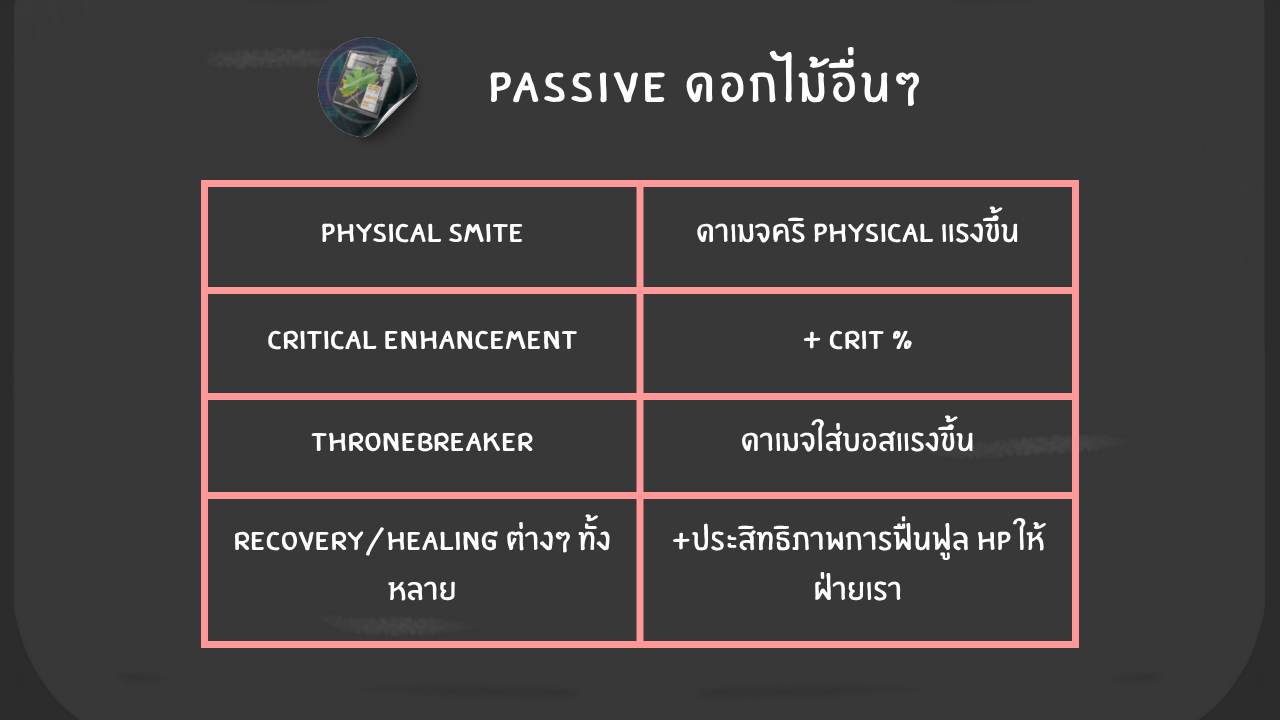 PASSIVE ดอกไม้อื่นๆ
PHYSICAL SMITE
ดาเมจคริ PHYSICAL แรงขึ้น
CRITICAL ENHANCEMENT
+ CRIT %
THRONEBREAKER
ดาเมจใส่บอสแรงขึ้น
RECOVERY/HEALING ต่างๆ ทั้ง
หลาย
+ประสิทธิภาพการฟื่นฟูล HP ให้
ฝ่ายเรา